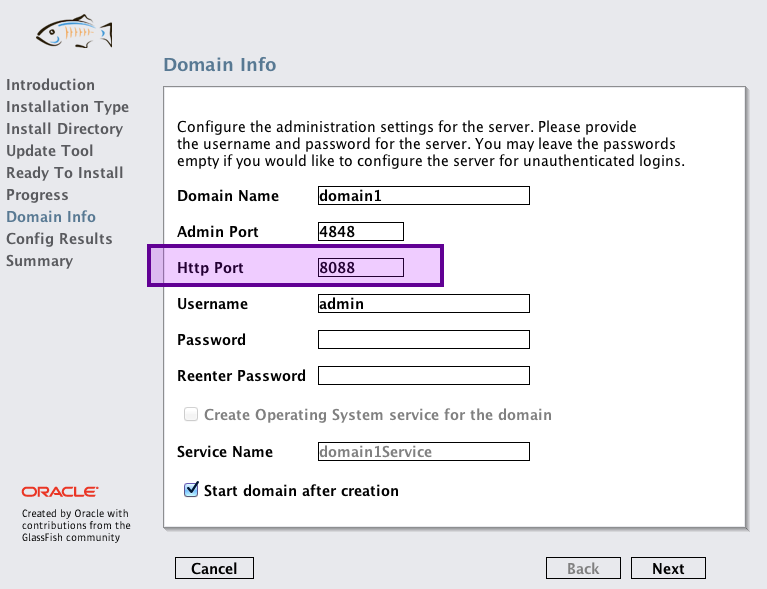 Domain Info
Introduction
Installation Type
Install Directory
Update Tool
Ready To Install
Progress
Domain Info
Config Results
Summary
Configure the administration settings for the server. Please provide
the username and password for the server. You may leave the passwords
empty if you would like to configure the server for unauthenticated logins.
Domain Name domain1
Admin Port 4848
Http Port 8088
Username admin
Password
Reenter Password
Create Operating System service for the domain
Service Name domain1Service
Start domain after creation
ORACLE
Created by Oracle with
contributions from the
GlassFish community
Cancel Back Next